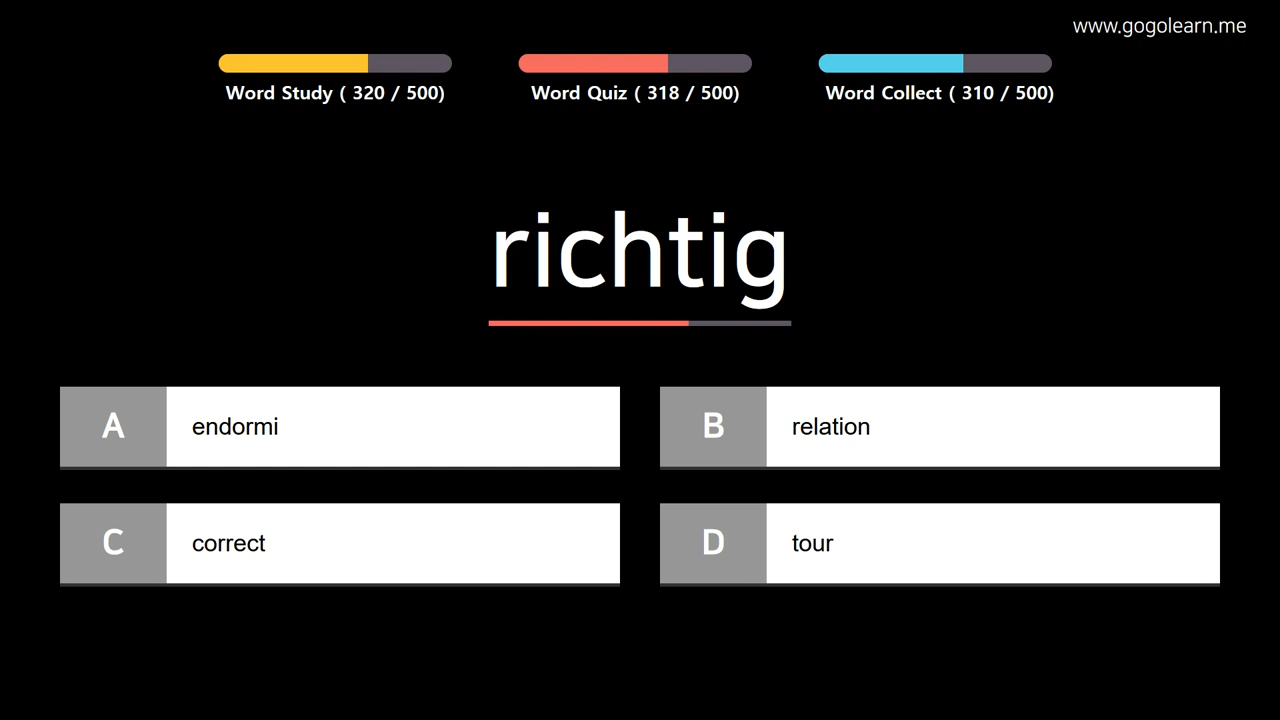 www.gogolearn.me
Word Study ( 320 / 500)
Word Quiz ( 318 / 500)
Word Collect ( 310 / 500)
richtig
A
endormi
B
relation
C
correct
D
tour